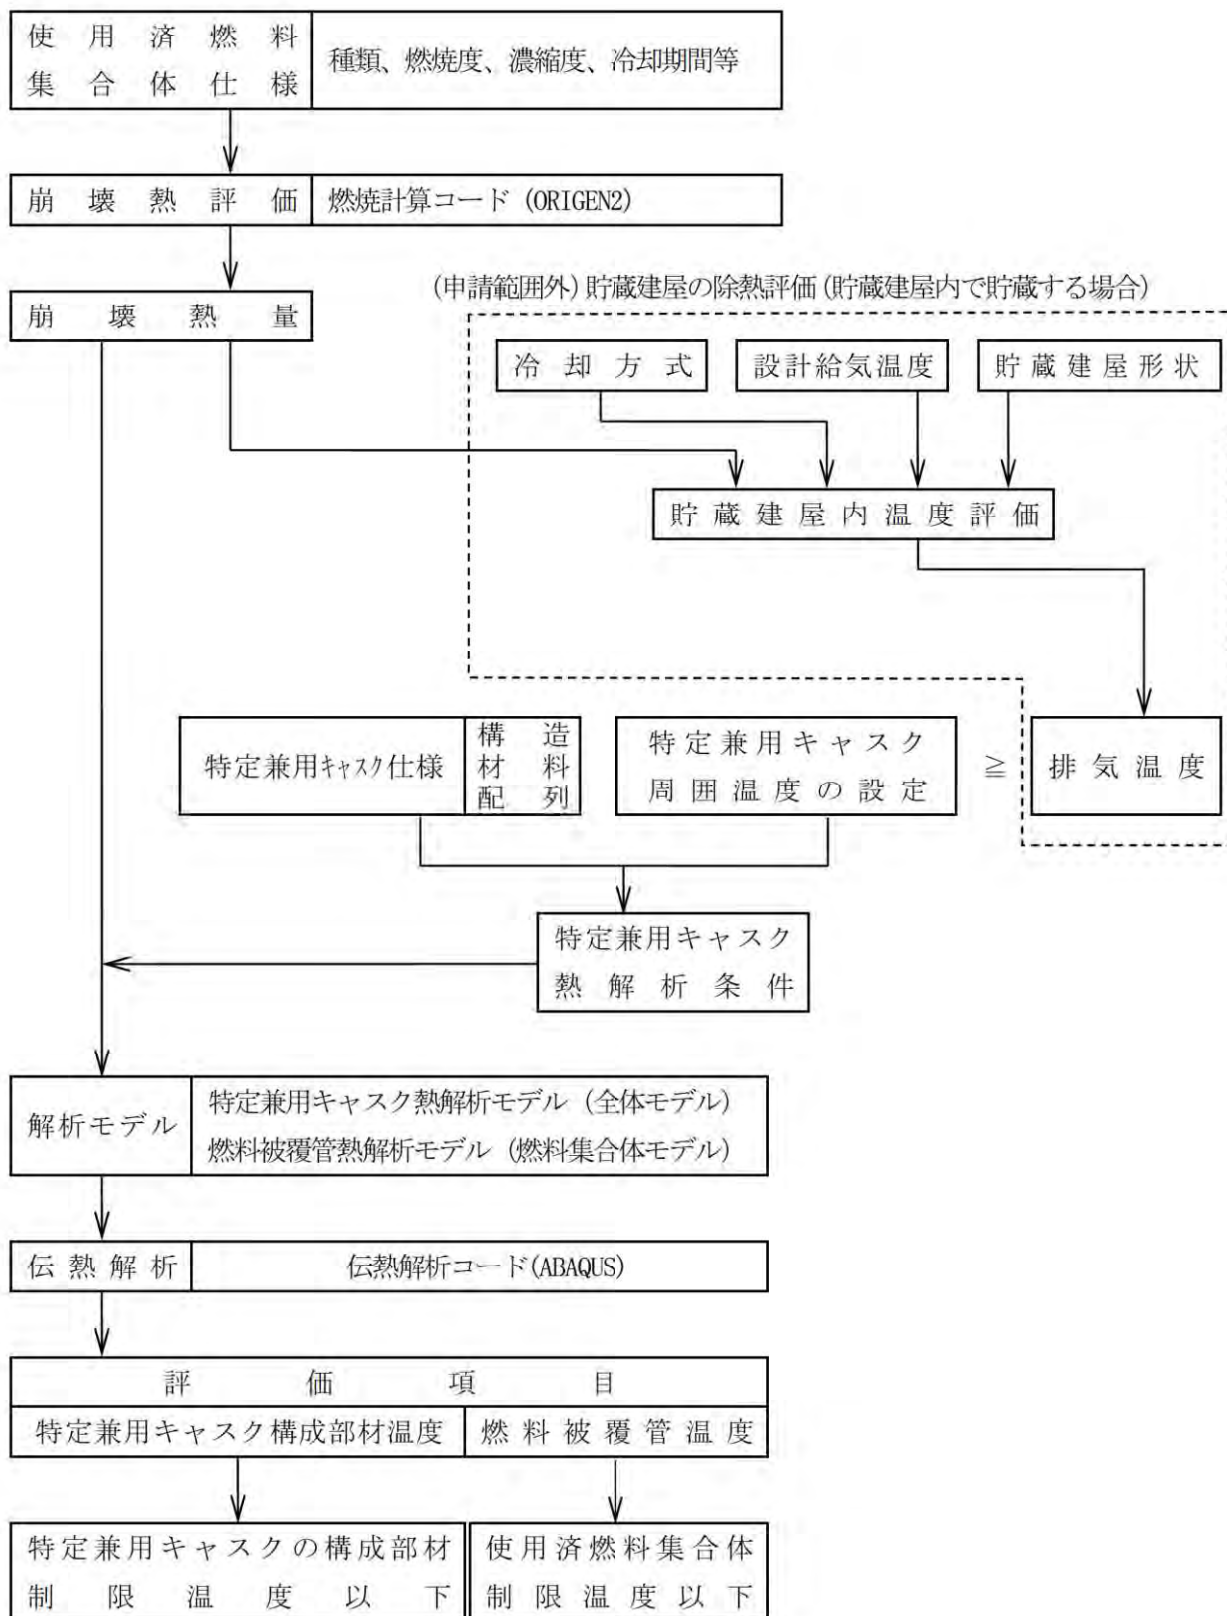 使用済燃料
集合体仕様
種類、燃焼度、濃縮度、冷却期間等
崩壊熱評価
燃焼計算コード (ORIGEN2)
崩壊熱量
(申請範囲外) 貯蔵建屋の除熱評価 (貯蔵建屋内で貯蔵する場合)
冷却方式
設計給気温度
貯蔵建屋形状
貯蔵建屋内温度評価
特定兼用キャスク仕様
構造
材料
配列
特定兼用キャスク
周囲温度の設定
≧
排気温度
特定兼用キャスク
熱解析条件
解析モデル
特定兼用キャスク熱解析モデル (全体モデル)
燃料被覆管熱解析モデル (燃料集合体モデル)
伝熱解析
伝熱解析コード(ABAQUS)
評価項目
特定兼用キャスク構成部材温度
燃料被覆管温度
特定兼用キャスクの構成部材
制限温度以下
使用済燃料集合体
制限温度以下